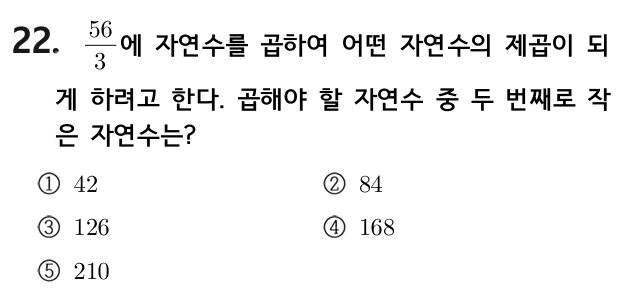 22. 56/3에 자연수를 곱하여 어떤 자연수의 제곱이 되
게 하려고 한다. 곱해야 할 자연수 중 두 번째로 작
은 자연수는?
① 42 ② 84
③ 126 ④ 168
⑤ 210